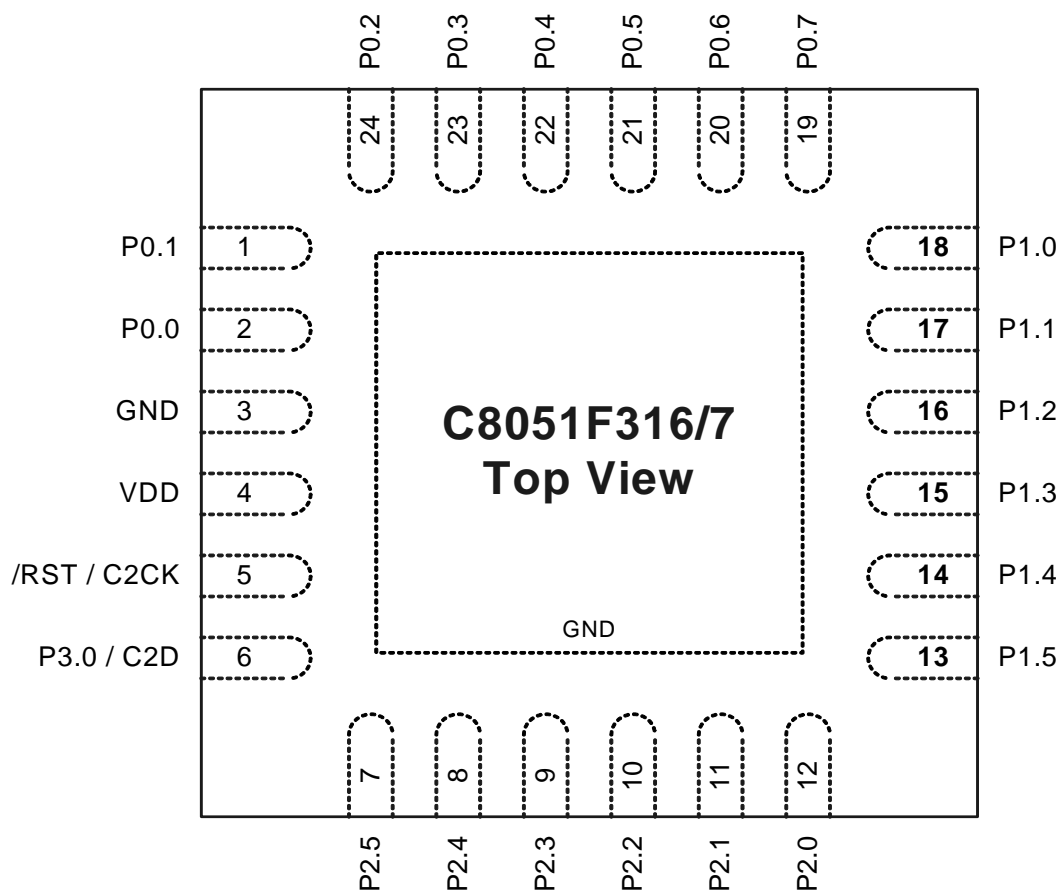 P0.2 P0.3 P0.4 P0.5 P0.6 P0.7
24 23 22 21 20 19
P0.1 1 18 P1.0
P0.0 2 17 P1.1
GND 3 16 P1.2
C8051F316/7
Top View
VDD 4 15 P1.3
/RST / C2CK 5 14 P1.4
GND
P3.0 / C2D 6 13 P1.5
7 8 9 10 11 12
P2.5 P2.4 P2.3 P2.2 P2.1 P2.0